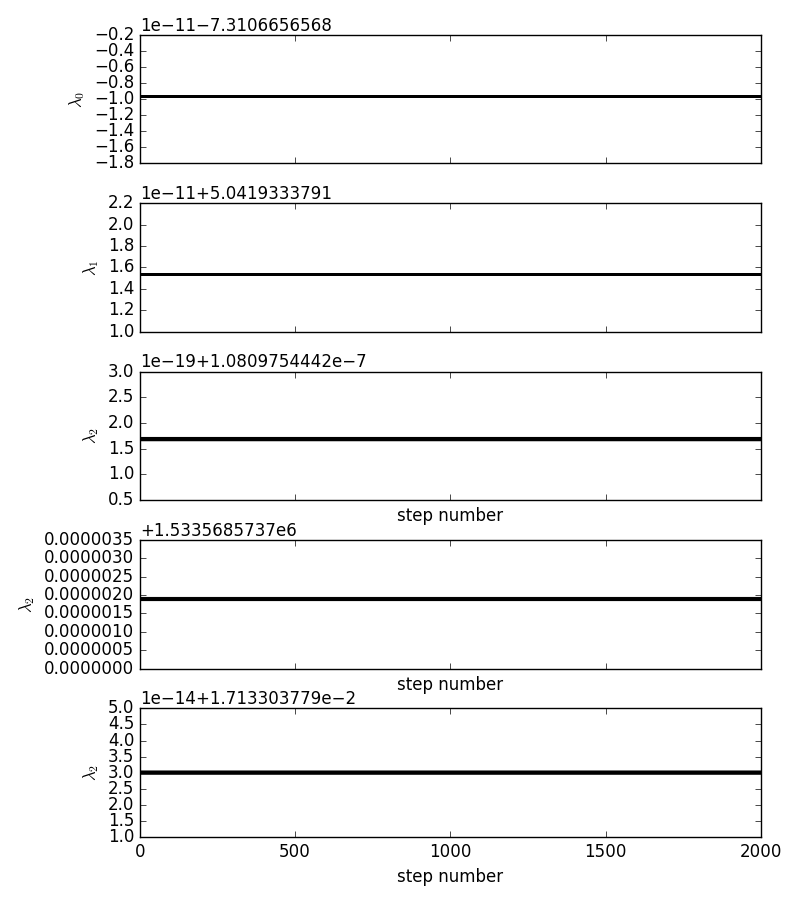 1e−11−7.3106656568
−0.2
−0.4
−0.6
−0.8
−1.0
−1.2
−1.4
−1.6
−1.8
λ0
1e−11+5.0419333791
2.2
2.0
1.8
1.6
1.4
1.2
1.0
λ1
1e−19+1.0809754442e−7
3.0
2.5
2.0
1.5
1.0
0.5
λ2
step number
+1.5335685737e6
0.0000035
0.0000030
0.0000025
0.0000020
0.0000015
0.0000010
0.0000005
0.0000000
λ2
step number
1e−14+1.713303779e−2
5.0
4.5
4.0
3.5
3.0
2.5
2.0
1.5
1.0
λ2
0 500 1000 1500 2000
step number